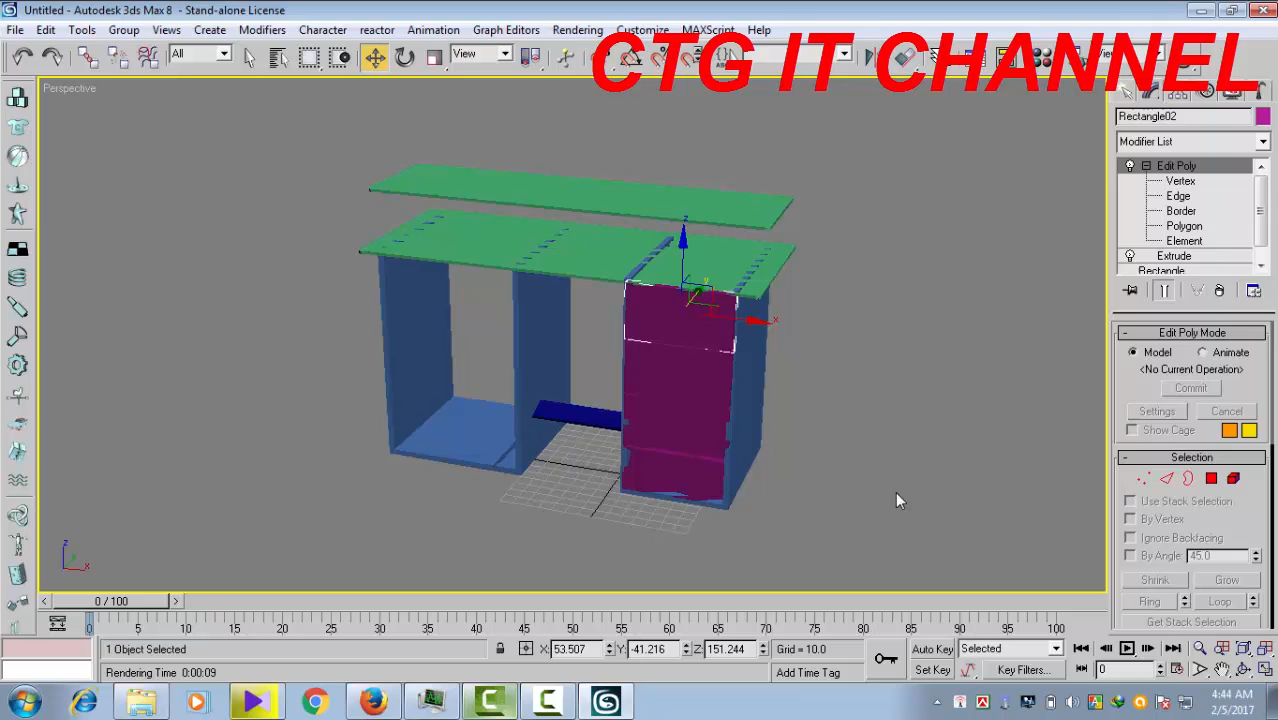 Untitled - Autodesk 3ds Max 8 - Stand-alone License
File Edit Tools Group Views Create Modifiers Character reactor Animation Graph Editors Rendering Customize MAXScript Help
CTG IT CHANNEL
All View
Perspective
Rectangle02
Modifier List
Edit Poly
Vertex
Edge
Border
Polygon
Element
Extrude
Rectangle
z
y
x
Edit Poly Mode
Model Animate
<No Current Operation>
Commit
Settings Cancel
Show Cage
Selection
Use Stack Selection
By Vertex
Ignore Backfacing
By Angle: 45.0
Shrink Grow
Ring Loop
Get Stack Selection
z
x
0 / 100
0 5 10 15 20 25 30 35 40 45 50 55 60 65 70 75 80 85 90 95 100
1 Object Selected X: 53.507 Y: -41.216 Z: 151.244 Grid = 10.0 Auto Key Selected
Rendering Time 0:00:09 Add Time Tag Set Key Key Filters... 0
4:44 AM
2/5/2017